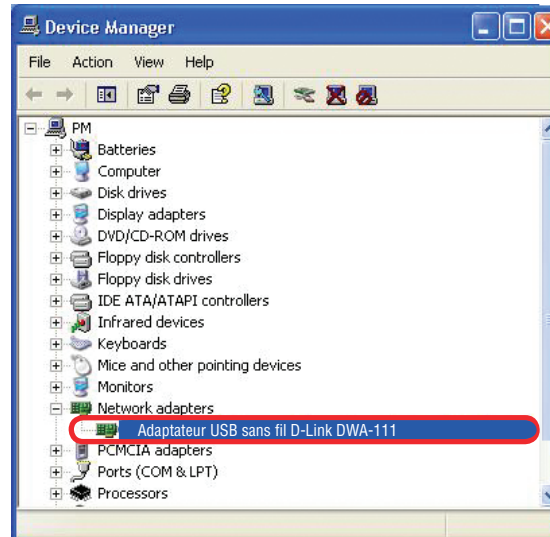 Device Manager
File Action View Help
PM
Batteries
Computer
Disk drives
Display adapters
DVD/CD-ROM drives
Floppy disk controllers
Floppy disk drives
IDE ATA/ATAPI controllers
Infrared devices
Keyboards
Mice and other pointing devices
Monitors
Network adapters
Adaptateur USB sans fil D-Link DWA-111
PCMCIA adapters
Ports (COM & LPT)
Processors